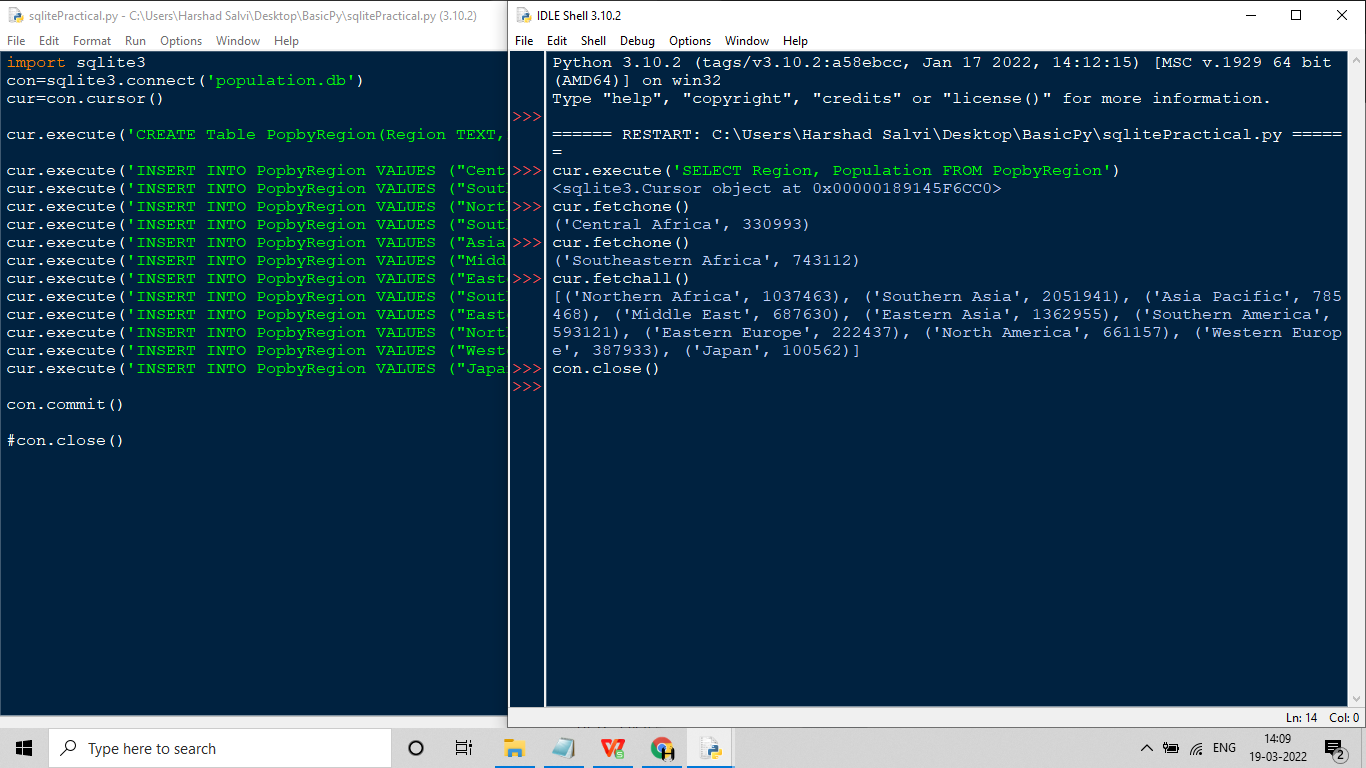 sqlitePractical.py - C:\Users\Harshad Salvi\Desktop\BasicPy\sqlitePractical.py (3.10.2)
File Edit Format Run Options Window Help
import sqlite3
con=sqlite3.connect('population.db')
cur=con.cursor()
cur.execute('CREATE Table PopbyRegion(Region TEXT,
cur.execute('INSERT INTO PopbyRegion VALUES ("Cent
cur.execute('INSERT INTO PopbyRegion VALUES ("Sout
cur.execute('INSERT INTO PopbyRegion VALUES ("Nort
cur.execute('INSERT INTO PopbyRegion VALUES ("Sout
cur.execute('INSERT INTO PopbyRegion VALUES ("Asia
cur.execute('INSERT INTO PopbyRegion VALUES ("Midd
cur.execute('INSERT INTO PopbyRegion VALUES ("East
cur.execute('INSERT INTO PopbyRegion VALUES ("Sout
cur.execute('INSERT INTO PopbyRegion VALUES ("East
cur.execute('INSERT INTO PopbyRegion VALUES ("Nort
cur.execute('INSERT INTO PopbyRegion VALUES ("West
cur.execute('INSERT INTO PopbyRegion VALUES ("Japa
con.commit()
#con.close()
IDLE Shell 3.10.2
File Edit Shell Debug Options Window Help
Python 3.10.2 (tags/v3.10.2:a58ebcc, Jan 17 2022, 14:12:15) [MSC v.1929 64 bit
(AMD64)] on win32
Type "help", "copyright", "credits" or "license()" for more information.
>>>
====== RESTART: C:\Users\Harshad Salvi\Desktop\BasicPy\sqlitePractical.py =====
=
>>> cur.execute('SELECT Region, Population FROM PopbyRegion')
<sqlite3.Cursor object at 0x00000189145F6CC0>
>>> cur.fetchone()
('Central Africa', 330993)
>>> cur.fetchone()
('Southeastern Africa', 743112)
>>> cur.fetchall()
[('Northern Africa', 1037463), ('Southern Asia', 2051941), ('Asia Pacific', 785
468), ('Middle East', 687630), ('Eastern Asia', 1362955), ('Southern America',
593121), ('Eastern Europe', 222437), ('North America', 661157), ('Western Europ
e', 387933), ('Japan', 100562)]
>>> con.close()
>>>
Ln: 14 Col: 0
Type here to search
ENG
14:09
19-03-2022
2